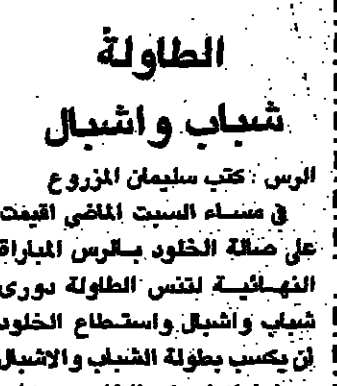 الطاولة
شباب واشبال
الرس : كتب سليمان المزروع
في مساء السبت الماضي اقيمت
على صالة الخلود بالرس المباراة
النهائية لتنس الطاولة دورى
شباب واشبال واستطاع الخلود
ان يكسب بطولة الشباب والاشبال